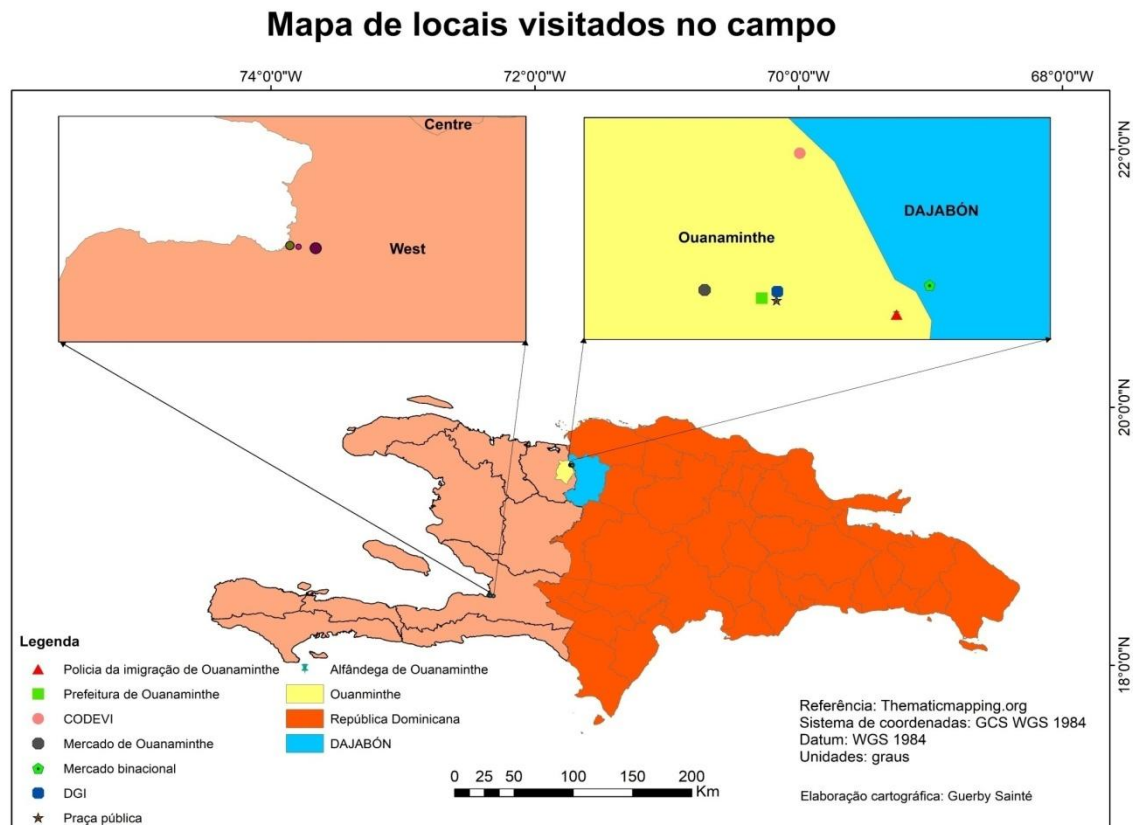 Mapa de locais visitados no campo
74°0'0"W
72°0'0"W
70°0'0"W
68°0'0"W
22°0'0"N
20°0'0"N
18°0'0"N
Centre
West
DAJABÓN
Ouanaminthe
Legenda
Policia da imigração de Ouanaminthe
Prefeitura de Ouanaminthe
CODEVI
Mercado de Ouanaminthe
Mercado binacional
DGI
Praça pública
Alfândega de Ouanaminthe
Ouanminthe
República Dominicana
DAJABÓN
0 25 50 100 150 200
Km
Referência: Thematicmapping.org
Sistema de coordenadas: GCS WGS 1984
Datum: WGS 1984
Unidades: graus
Elaboração cartográfica: Guerby Sainté